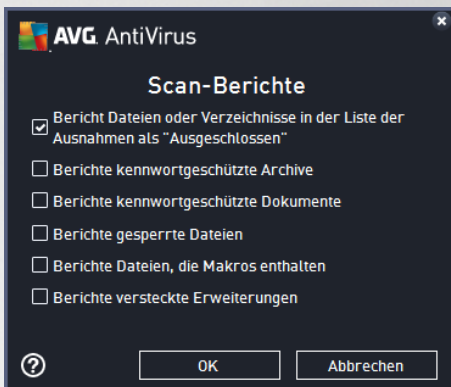 AVG. AntiVirus
Scan-Berichte
Bericht Dateien oder Verzeichnisse in der Liste der
Ausnahmen als "Ausgeschlossen"
Berichte kennwortgeschützte Archive
Berichte kennwortgeschützte Dokumente
Berichte gesperrte Dateien
Berichte Dateien, die Makros enthalten
Berichte versteckte Erweiterungen
? OK Abbrechen